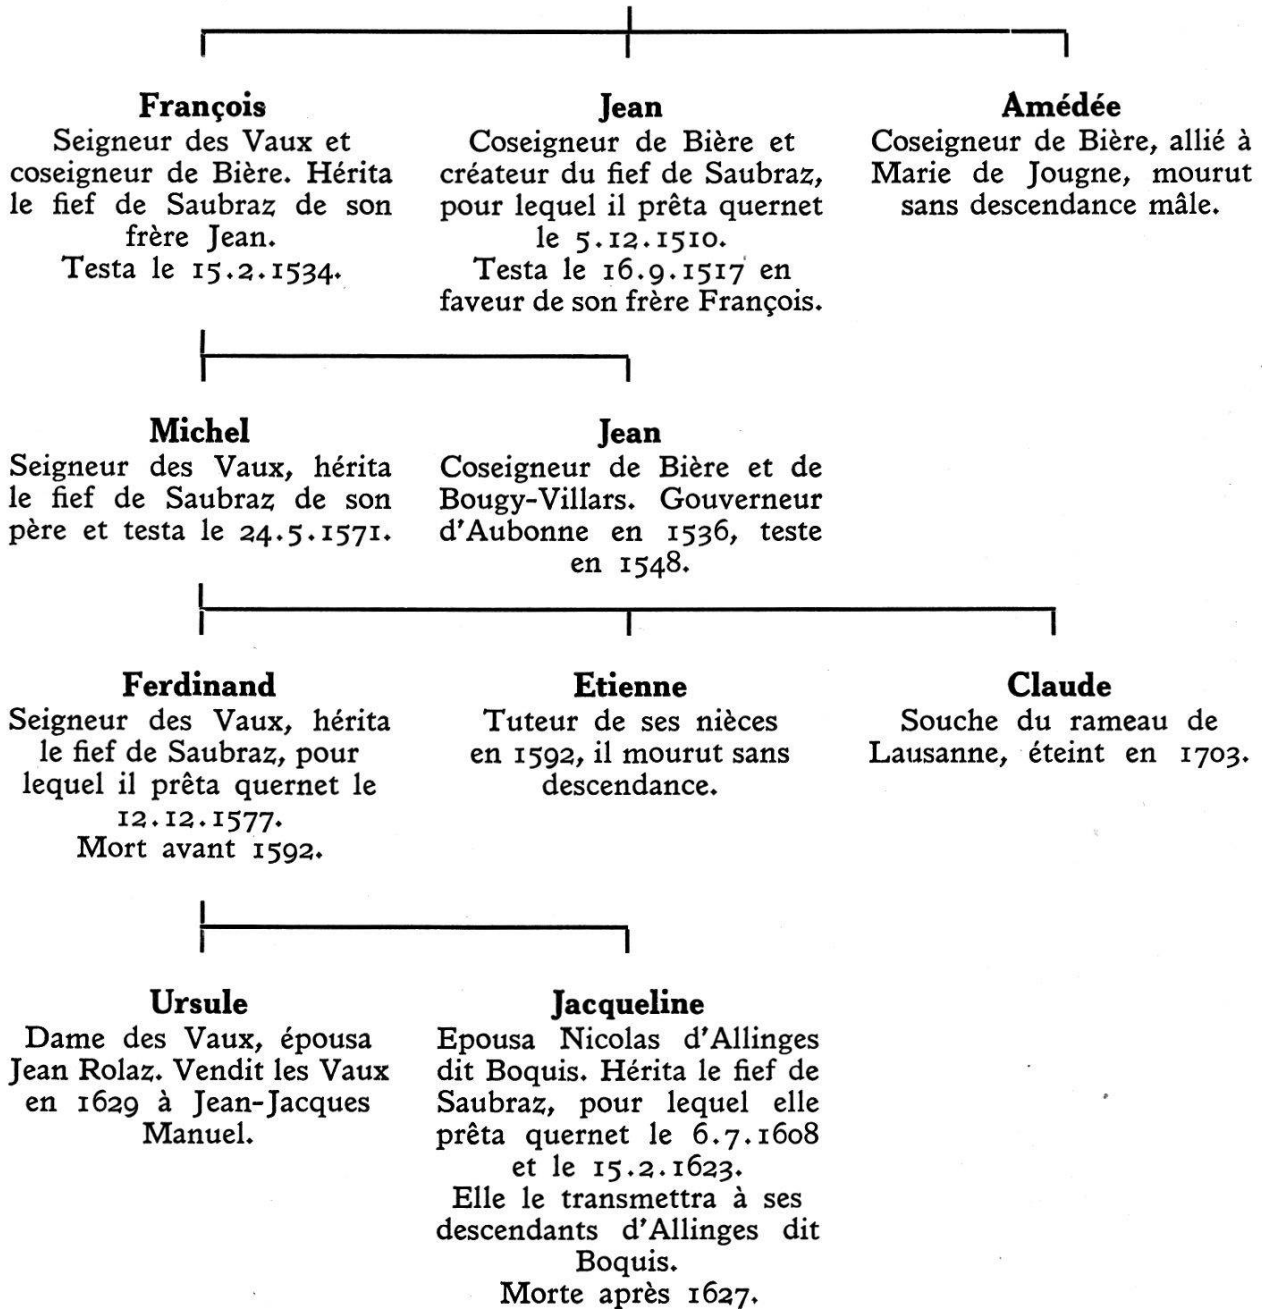 François
Seigneur des Vaux et
coseigneur de Bière. Hérita
le fief de Saubraz de son
frère Jean.
Testa le 15.2.1534.
Jean
Coseigneur de Bière et
créateur du fief de Saubraz,
pour lequel il prêta quernet
le 5.12.1510.
Testa le 16.9.1517 en
faveur de son frère François.
Amédée
Coseigneur de Bière, allié à
Marie de Jougne, mourut
sans descendance mâle.
Michel
Seigneur des Vaux, hérita
le fief de Saubraz de son
père et testa le 24.5.1571.
Jean
Coseigneur de Bière et de
Bougy-Villars. Gouverneur
d'Aubonne en 1536, teste
en 1548.
Ferdinand
Seigneur des Vaux, hérita
le fief de Saubraz, pour
lequel il prêta quernet le
12.12.1577.
Mort avant 1592.
Etienne
Tuteur de ses nièces
en 1592, il mourut sans
descendance.
Claude
Souche du rameau de
Lausanne, éteint en 1703.
Ursule
Dame des Vaux, épousa
Jean Rolaz. Vendit les Vaux
en 1629 à Jean-Jacques
Manuel.
Jacqueline
Epousa Nicolas d'Allinges
dit Boquis. Hérita le fief de
Saubraz, pour lequel elle
prêta quernet le 6.7.1608
et le 15.2.1623.
Elle le transmettra à ses
descendants d'Allinges dit
Boquis.
Morte après 1627.